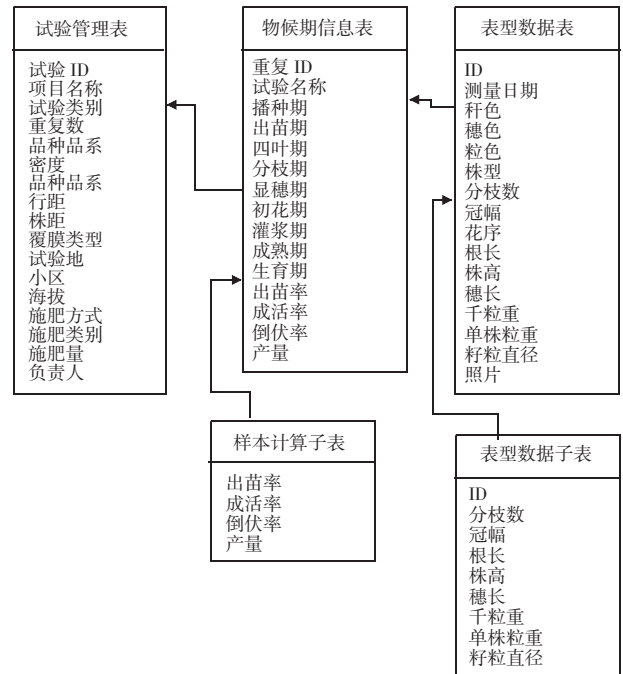 试验管理表
试验 ID
项目名称
试验类别
重复数
品种品系
密度
品种品系
行距
株距
覆膜类型
试验地
小区
海拔
施肥方式
施肥类别
施肥量
负责人
物候期信息表
重复 ID
试验名称
播种期
出苗期
四叶期
分枝期
显穗期
初花期
灌浆期
成熟期
生育期
出苗率
成活率
倒伏率
产量
表型数据表
ID
测量日期
秆色
穗色
粒色
株型
分枝数
冠幅
花序
根长
株高
穗长
千粒重
单株粒重
籽粒直径
照片
样本计算子表
出苗率
成活率
倒伏率
产量
表型数据子表
ID
分枝数
冠幅
根长
株高
穗长
千粒重
单株粒重
籽粒直径